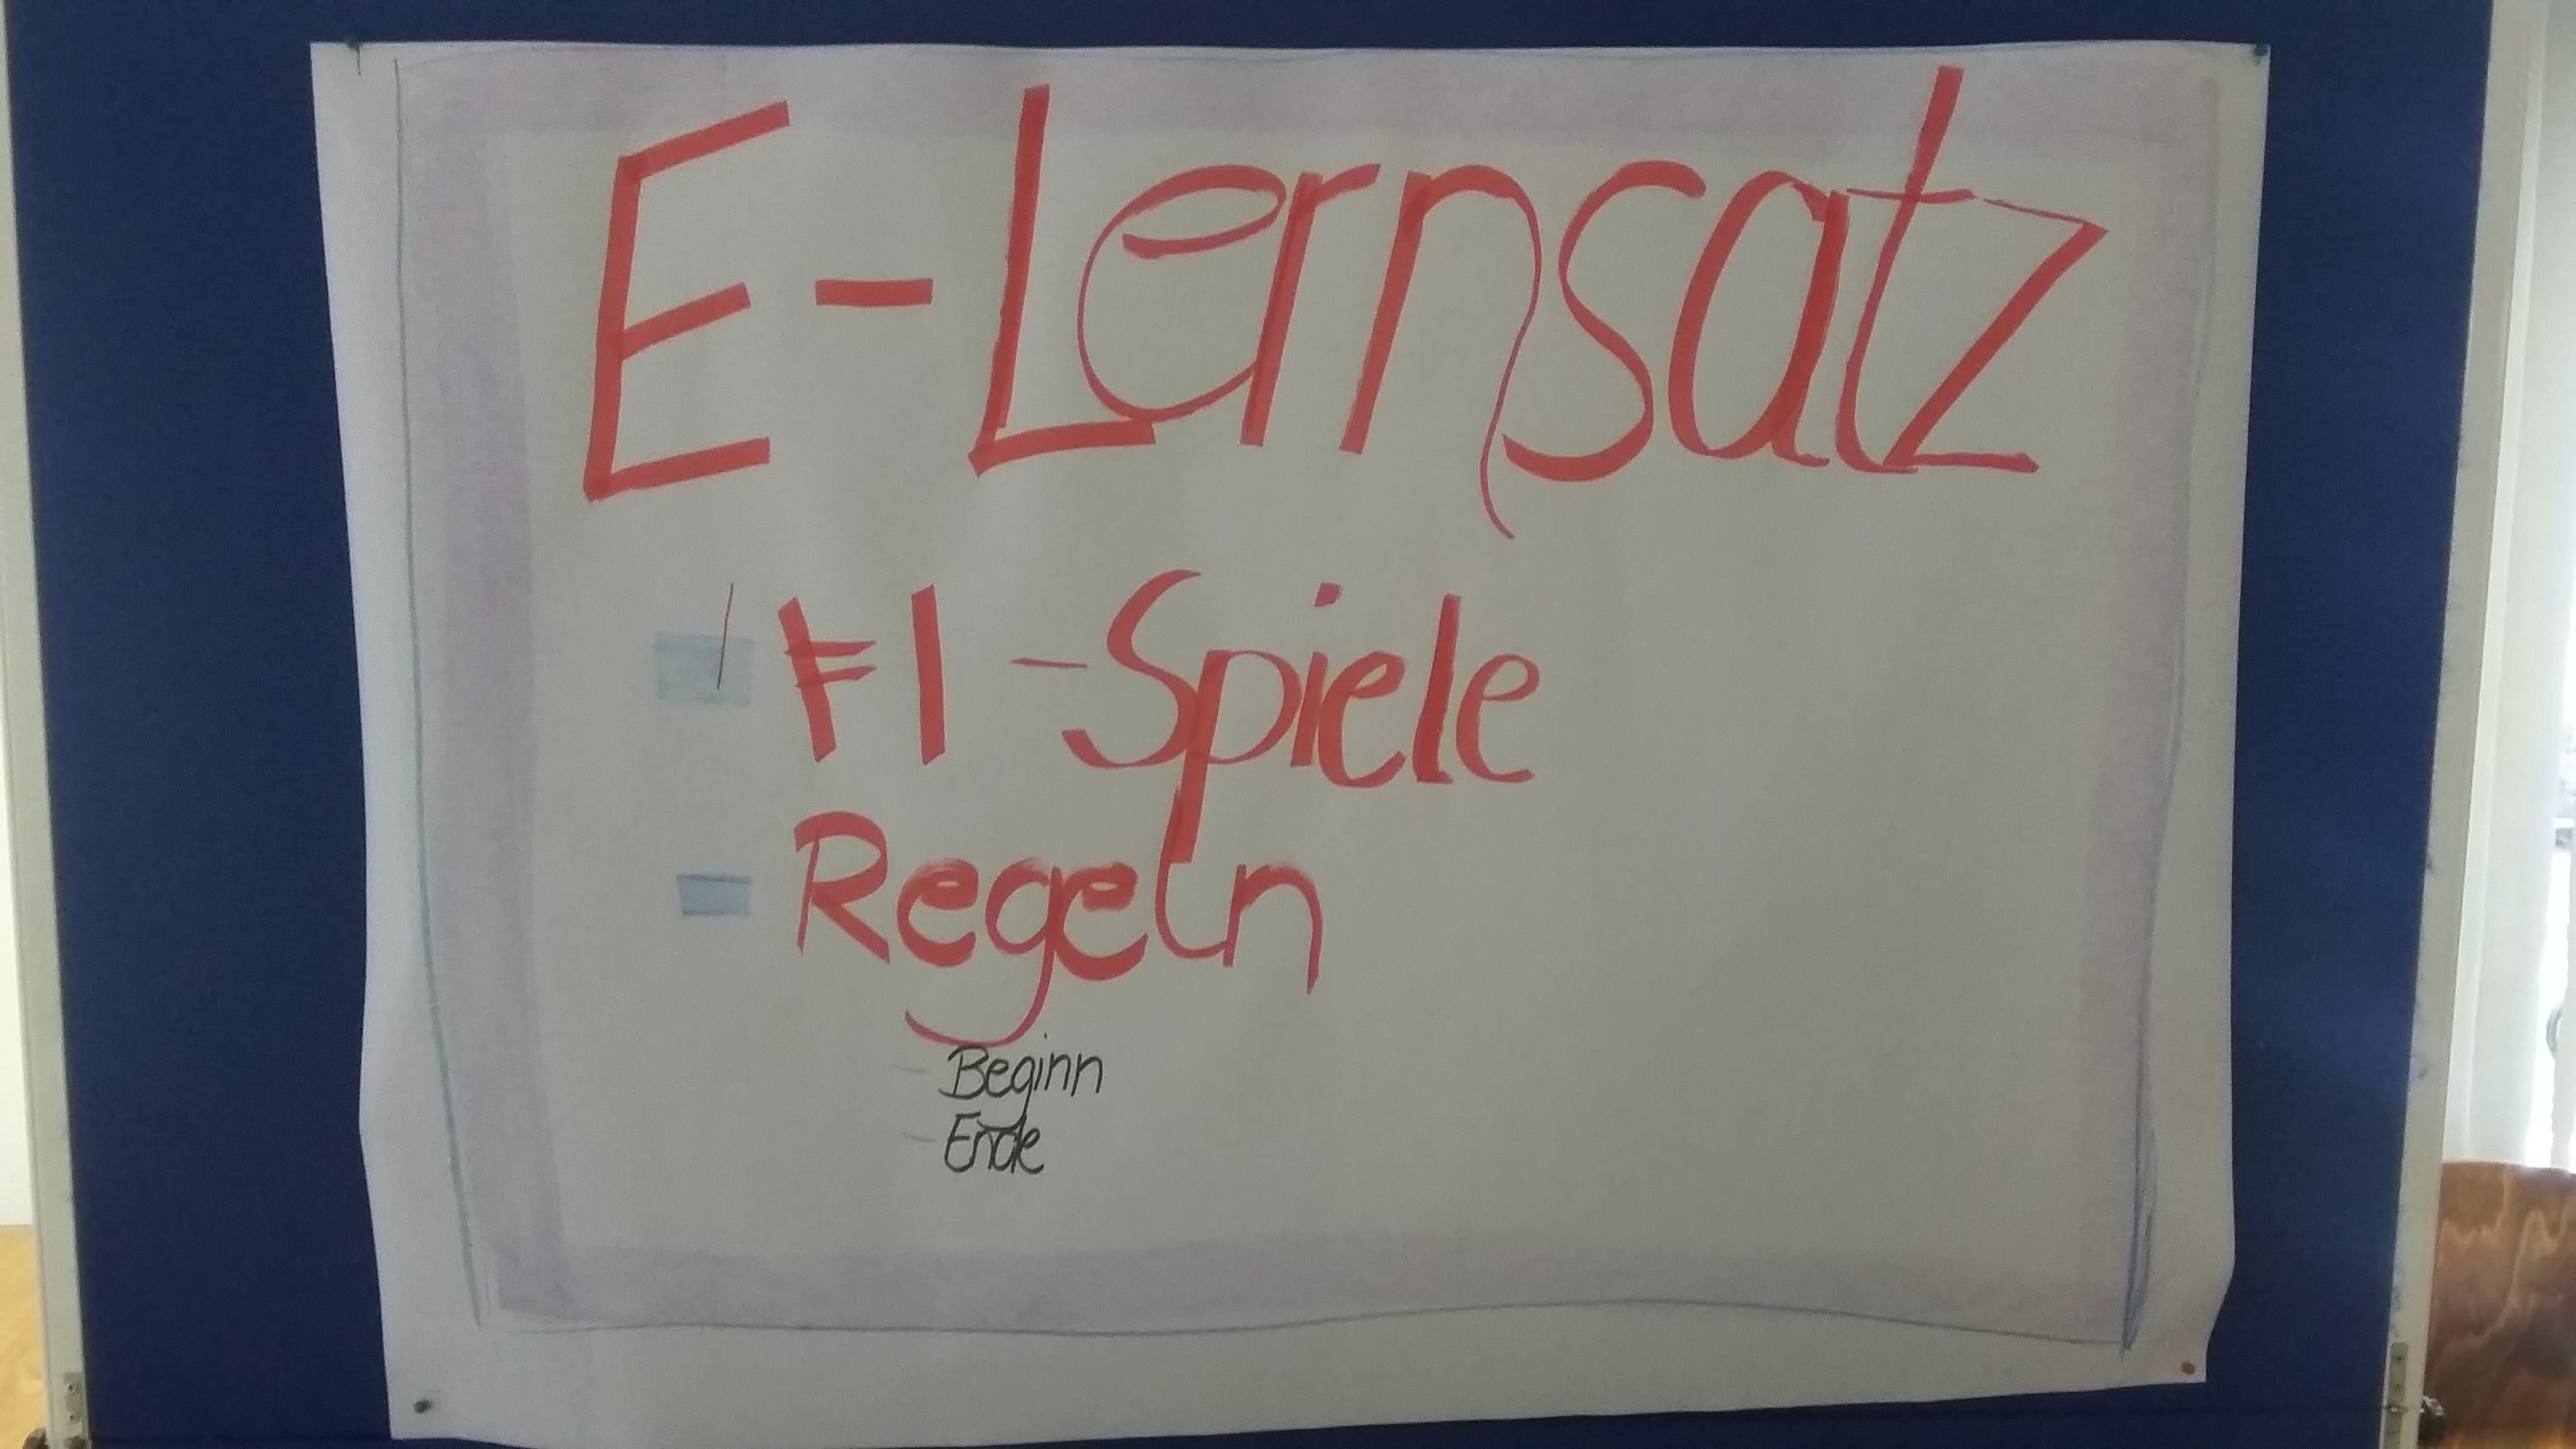 E-Lernsatz
F1-Spiele
Regeln
- Beginn
- Ende